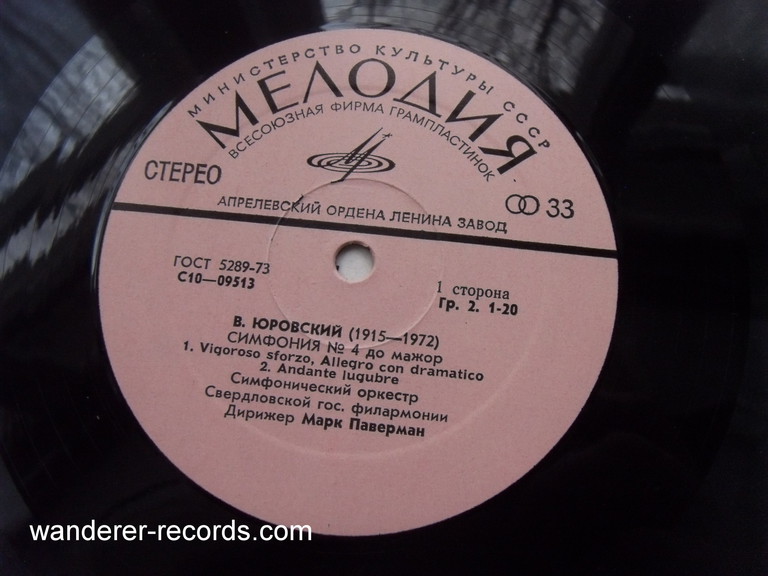 МИНИСТЕРСТВО КУЛЬТУРЫ СССР
МЕЛОДИЯ
ВСЕСОЮЗНАЯ ФИРМА ГРАМПЛАСТИНОК
СТЕРЕО
33
АПРЕЛЕВСКИЙ ОРДЕНА ЛЕНИНА ЗАВОД
ГОСТ 5289-73
С10—09513
1 сторона
Гр. 2. 1-20
В. ЮРОВСКИЙ (1915—1972)
СИМФОНИЯ № 4 до мажор
1. Vigoroso sforzo, Allegro con dramatico
2. Andante lugubre
Симфонический оркестр
Свердловской гос. филармонии
Дирижер Марк Паверман
wanderer-records.com